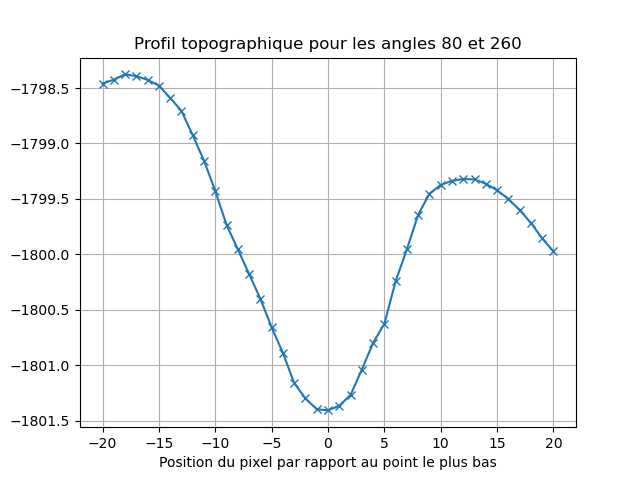 Profil topographique pour les angles 80 et 260
−1798.5
−1799.0
−1799.5
−1800.0
−1800.5
−1801.0
−1801.5
−20 −15 −10 −5 0 5 10 15 20
Position du pixel par rapport au point le plus bas